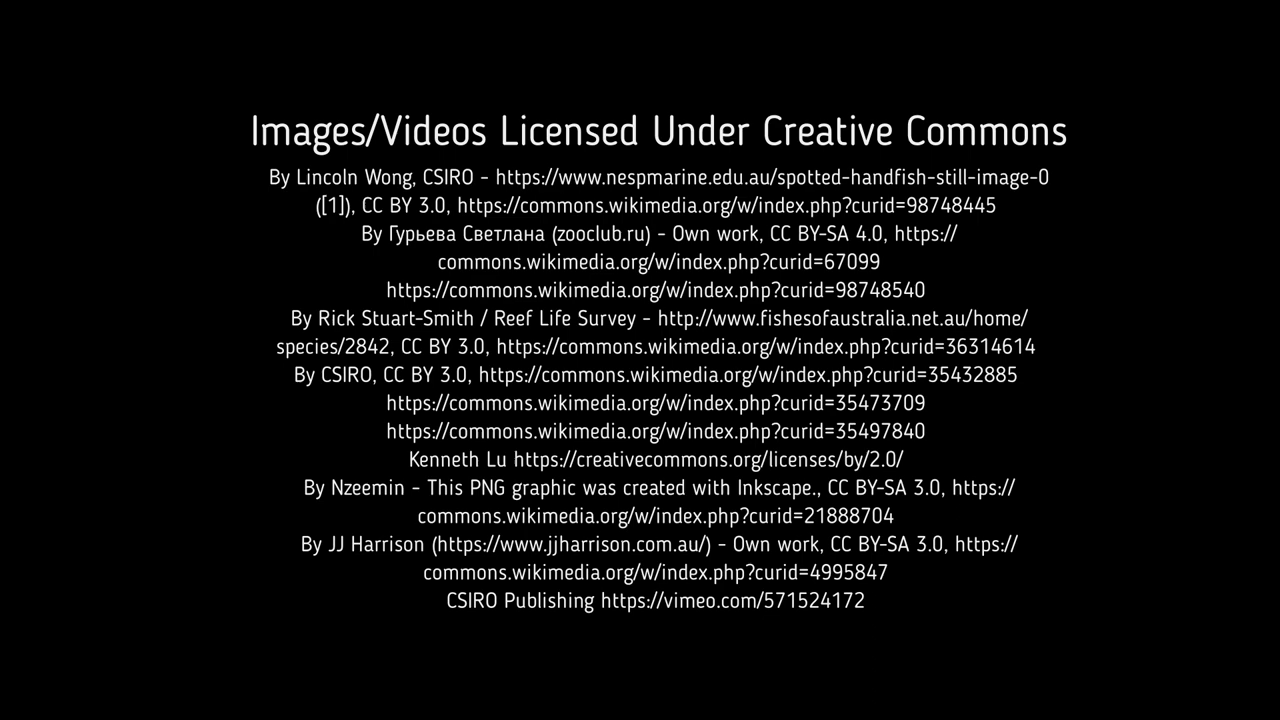 Images/Videos Licensed Under Creative Commons
By Lincoln Wong, CSIRO - https://www.nespmarine.edu.au/spotted-handfish-still-image-0
([1]), CC BY 3.0, https://commons.wikimedia.org/w/index.php?curid=98748445
By Гурьева Светлана (zooclub.ru) - Own work, CC BY-SA 4.0, https://
commons.wikimedia.org/w/index.php?curid=67099
https://commons.wikimedia.org/w/index.php?curid=98748540
By Rick Stuart-Smith / Reef Life Survey - http://www.fishesofaustralia.net.au/home/
species/2842, CC BY 3.0, https://commons.wikimedia.org/w/index.php?curid=36314614
By CSIRO, CC BY 3.0, https://commons.wikimedia.org/w/index.php?curid=35432885
https://commons.wikimedia.org/w/index.php?curid=35473709
https://commons.wikimedia.org/w/index.php?curid=35497840
Kenneth Lu https://creativecommons.org/licenses/by/2.0/
By Nzeemin - This PNG graphic was created with Inkscape., CC BY-SA 3.0, https://
commons.wikimedia.org/w/index.php?curid=21888704
By JJ Harrison (https://www.jjharrison.com.au/) - Own work, CC BY-SA 3.0, https://
commons.wikimedia.org/w/index.php?curid=4995847
CSIRO Publishing https://vimeo.com/571524172